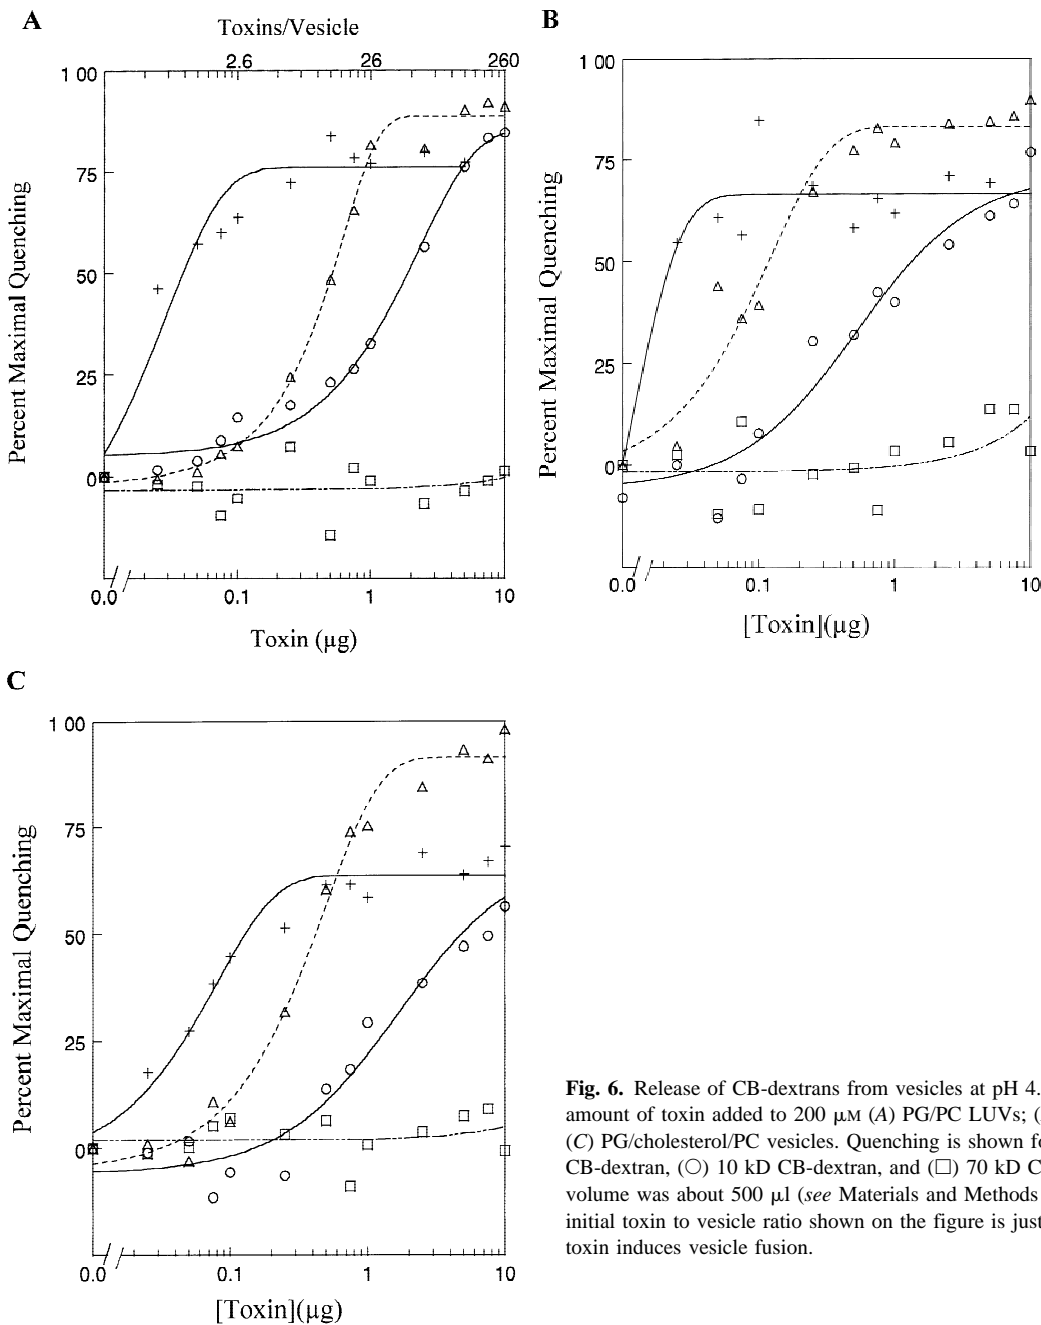 A
Toxins/Vesicle
2.6 26 260
1 00
75
50
25
0
Percent Maximal Quenching
0.0 0.1 1 10
Toxin (µg)
B
1 00
75
50
25
0
Percent Maximal Quenching
0.0 0.1 1 10
[Toxin](µg)
C
1 00
75
50
25
0
Percent Maximal Quenching
0.0 0.1 1 10
[Toxin](µg)
Fig. 6. Release of CB-dextrans from vesicles at pH 4.
amount of toxin added to 200 µM (A) PG/PC LUVs; (
(C) PG/cholesterol/PC vesicles. Quenching is shown fo
CB-dextran, (○) 10 kD CB-dextran, and (□) 70 kD C
volume was about 500 µl (see Materials and Methods
initial toxin to vesicle ratio shown on the figure is just
toxin induces vesicle fusion.